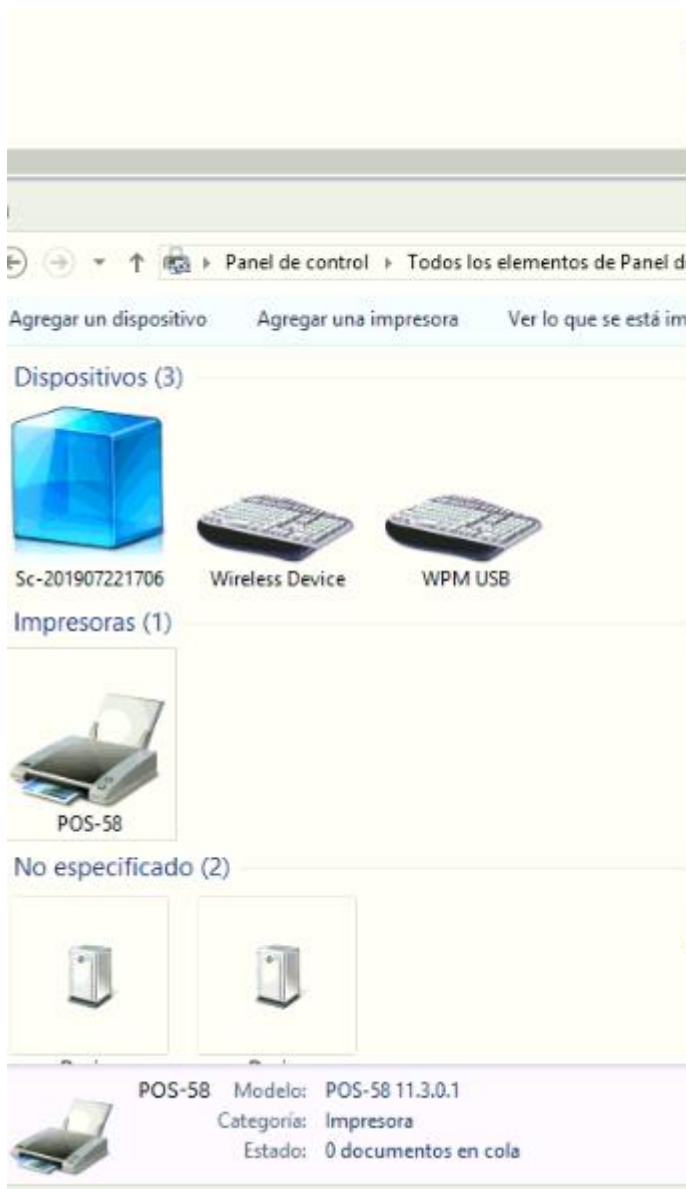 Panel de control Todos los elementos de Panel d
Agregar un dispositivo Agregar una impresora Ver lo que se está im
Dispositivos (3)
Sc-201907221706 Wireless Device WPM USB
Impresoras (1)
POS-58
No especificado (2)
POS-58 Modelo: POS-58 11.3.0.1
Categoría: Impresora
Estado: 0 documentos en cola